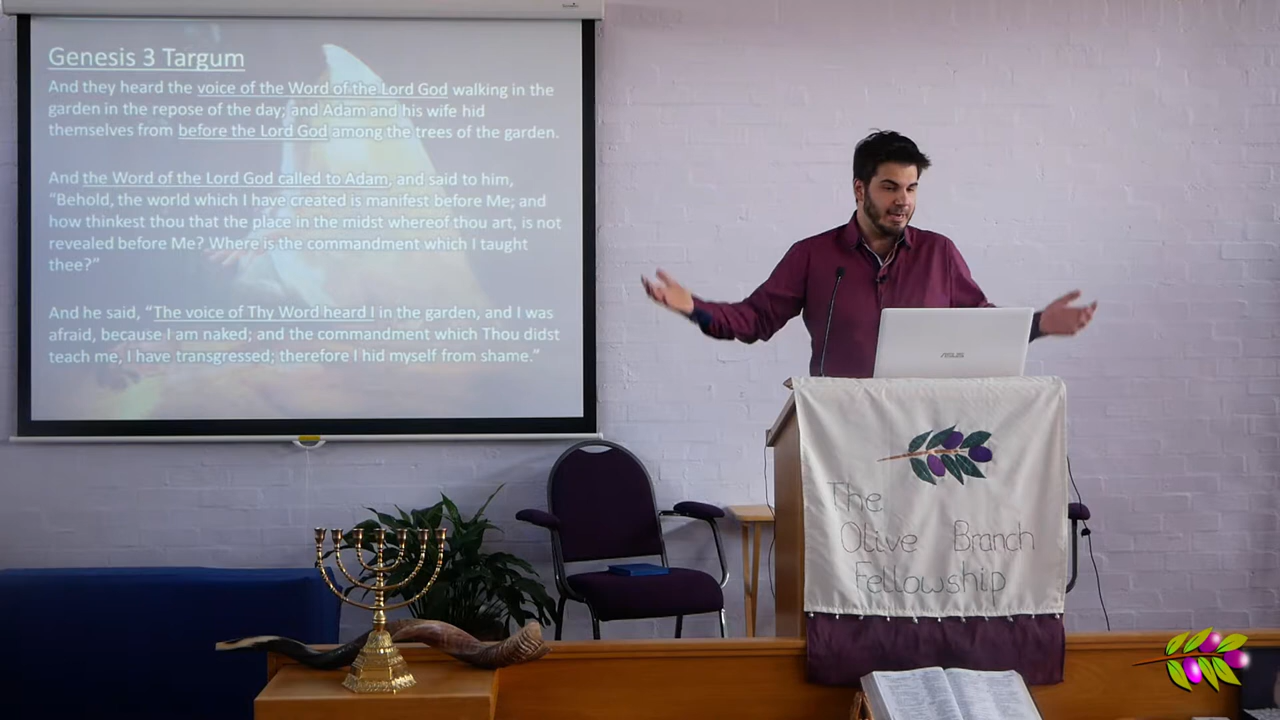 Genesis 3 Targum
And they heard the voice of the Word of the Lord God walking in the
garden in the repose of the day; and Adam and his wife hid
themselves from before the Lord God among the trees of the garden.
And the Word of the Lord God called to Adam, and said to him,
“Behold, the world which I have created is manifest before Me; and
how thinkest thou that the place in the midst whereof thou art, is not
revealed before Me? Where is the commandment which I taught
thee?”
And he said, “The voice of Thy Word heard I in the garden, and I was
afraid, because I am naked; and the commandment which Thou didst
teach me, I have transgressed; therefore I hid myself from shame.”
ASUS
The
Olive Branch
Fellowship